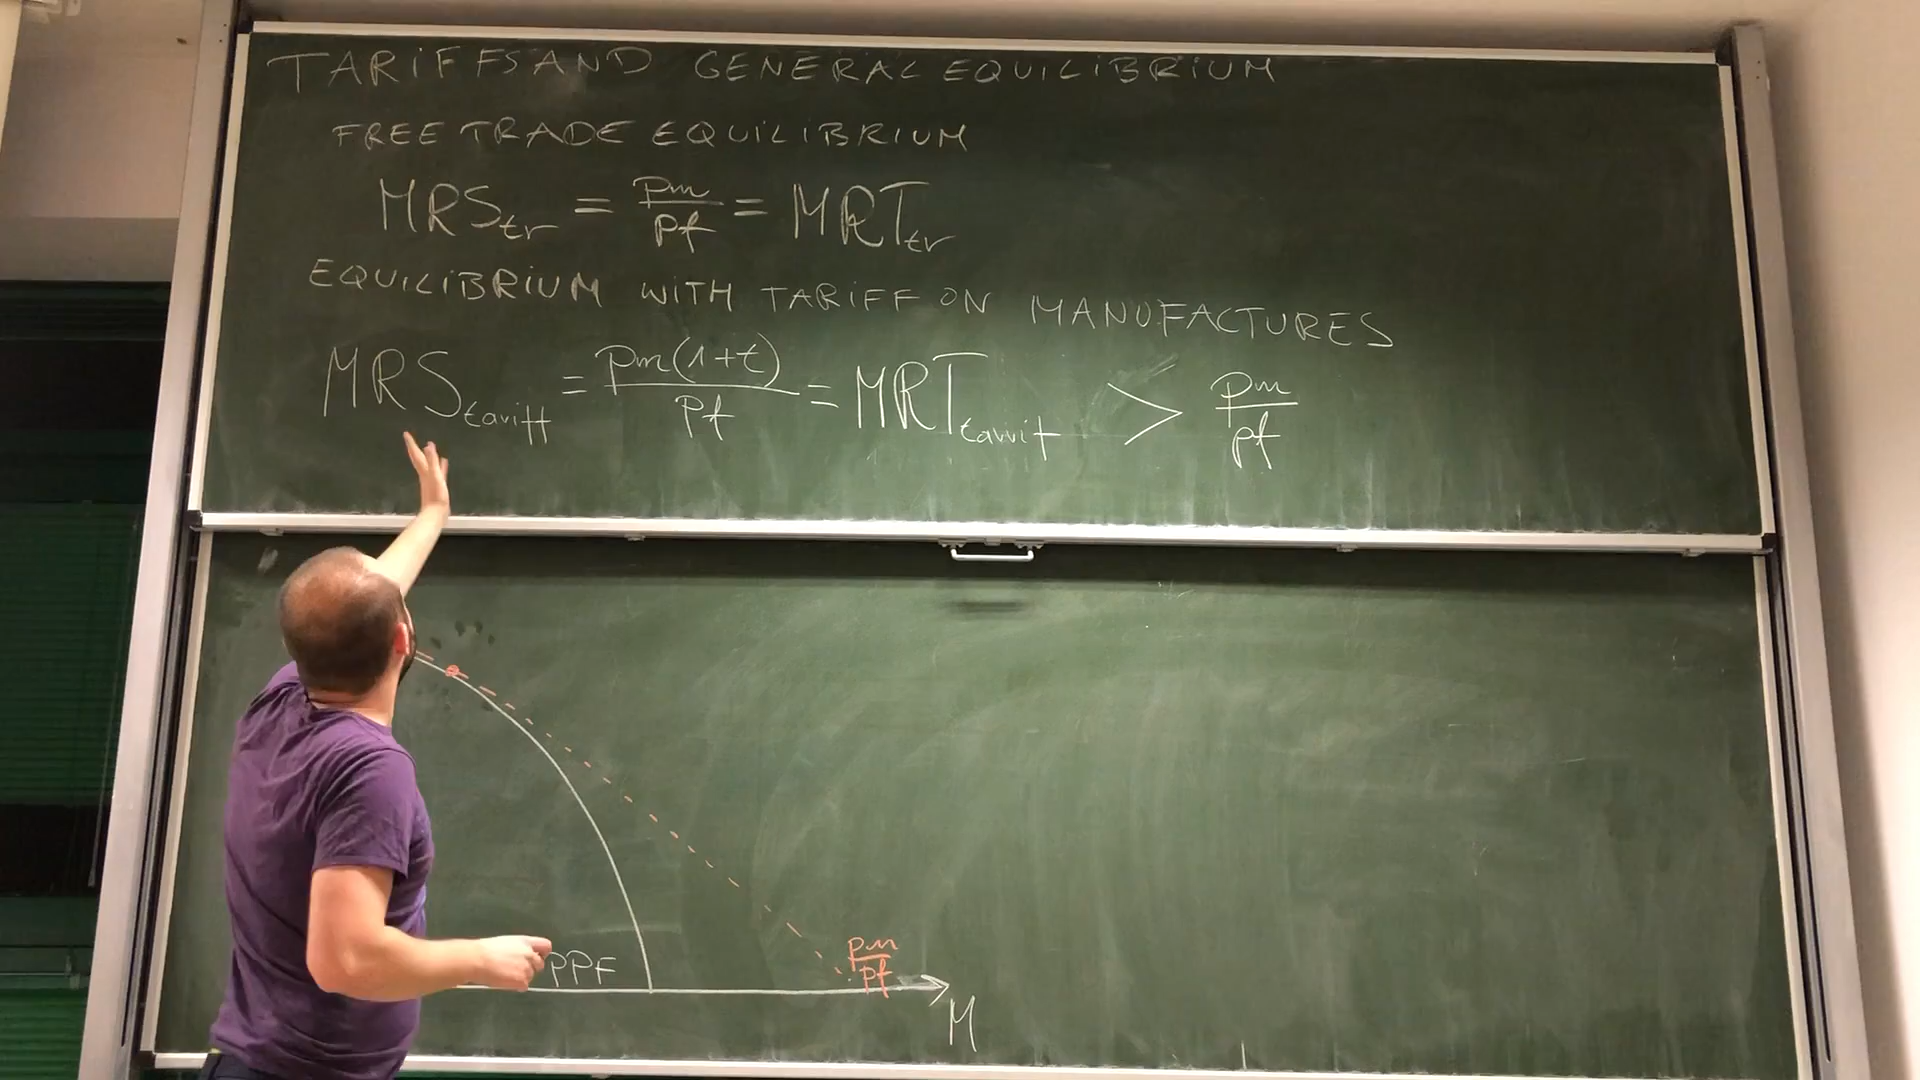 TARIFFS AND GENERAL EQUILIBRIUM
FREE TRADE EQUILIBRIUM
MRS_tr = pm/pf = MRT_tr
EQUILIBRIUM WITH TARIFF ON MANUFACTURES
MRS_tariff = pm(1+t)/pf = MRT_tariff > pm/pf
PPF
pm/pf
M